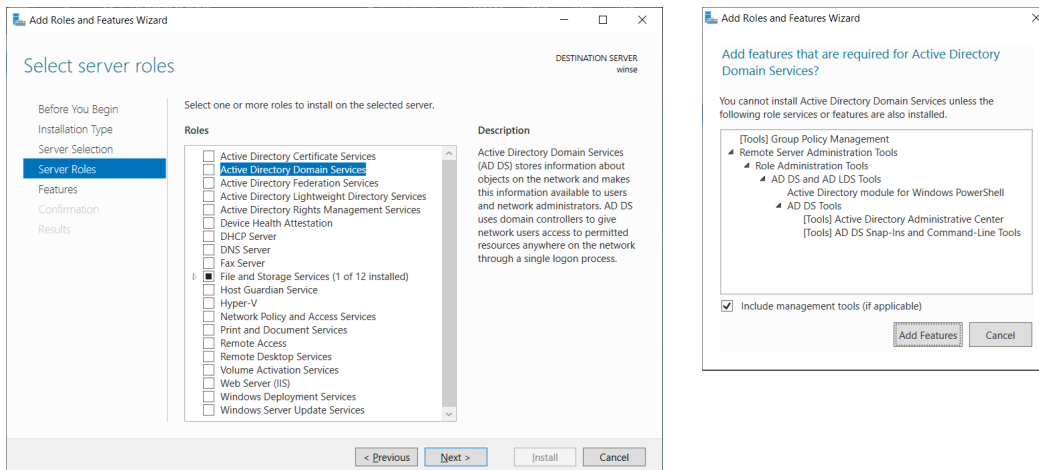 Add Roles and Features Wizard
Select server roles
DESTINATION SERVER
winse
Before You Begin
Installation Type
Server Selection
Server Roles
Features
Confirmation
Results
Select one or more roles to install on the selected server.
Roles
Active Directory Certificate Services
Active Directory Domain Services
Active Directory Federation Services
Active Directory Lightweight Directory Services
Active Directory Rights Management Services
Device Health Attestation
DHCP Server
DNS Server
Fax Server
File and Storage Services (1 of 12 installed)
Host Guardian Service
Hyper-V
Network Policy and Access Services
Print and Document Services
Remote Access
Remote Desktop Services
Volume Activation Services
Web Server (IIS)
Windows Deployment Services
Windows Server Update Services
Description
Active Directory Domain Services
(AD DS) stores information about
objects on the network and makes
this information available to users
and network administrators. AD DS
uses domain controllers to give
network users access to permitted
resources anywhere on the network
through a single logon process.
< Previous
Next >
Install
Cancel
Add Roles and Features Wizard
Add features that are required for Active Directory
Domain Services?
You cannot install Active Directory Domain Services unless the
following role services or features are also installed.
[Tools] Group Policy Management
Remote Server Administration Tools
Role Administration Tools
AD DS and AD LDS Tools
Active Directory module for Windows PowerShell
AD DS Tools
[Tools] Active Directory Administrative Center
[Tools] AD DS Snap-Ins and Command-Line Tools
Include management tools (if applicable)
Add Features
Cancel